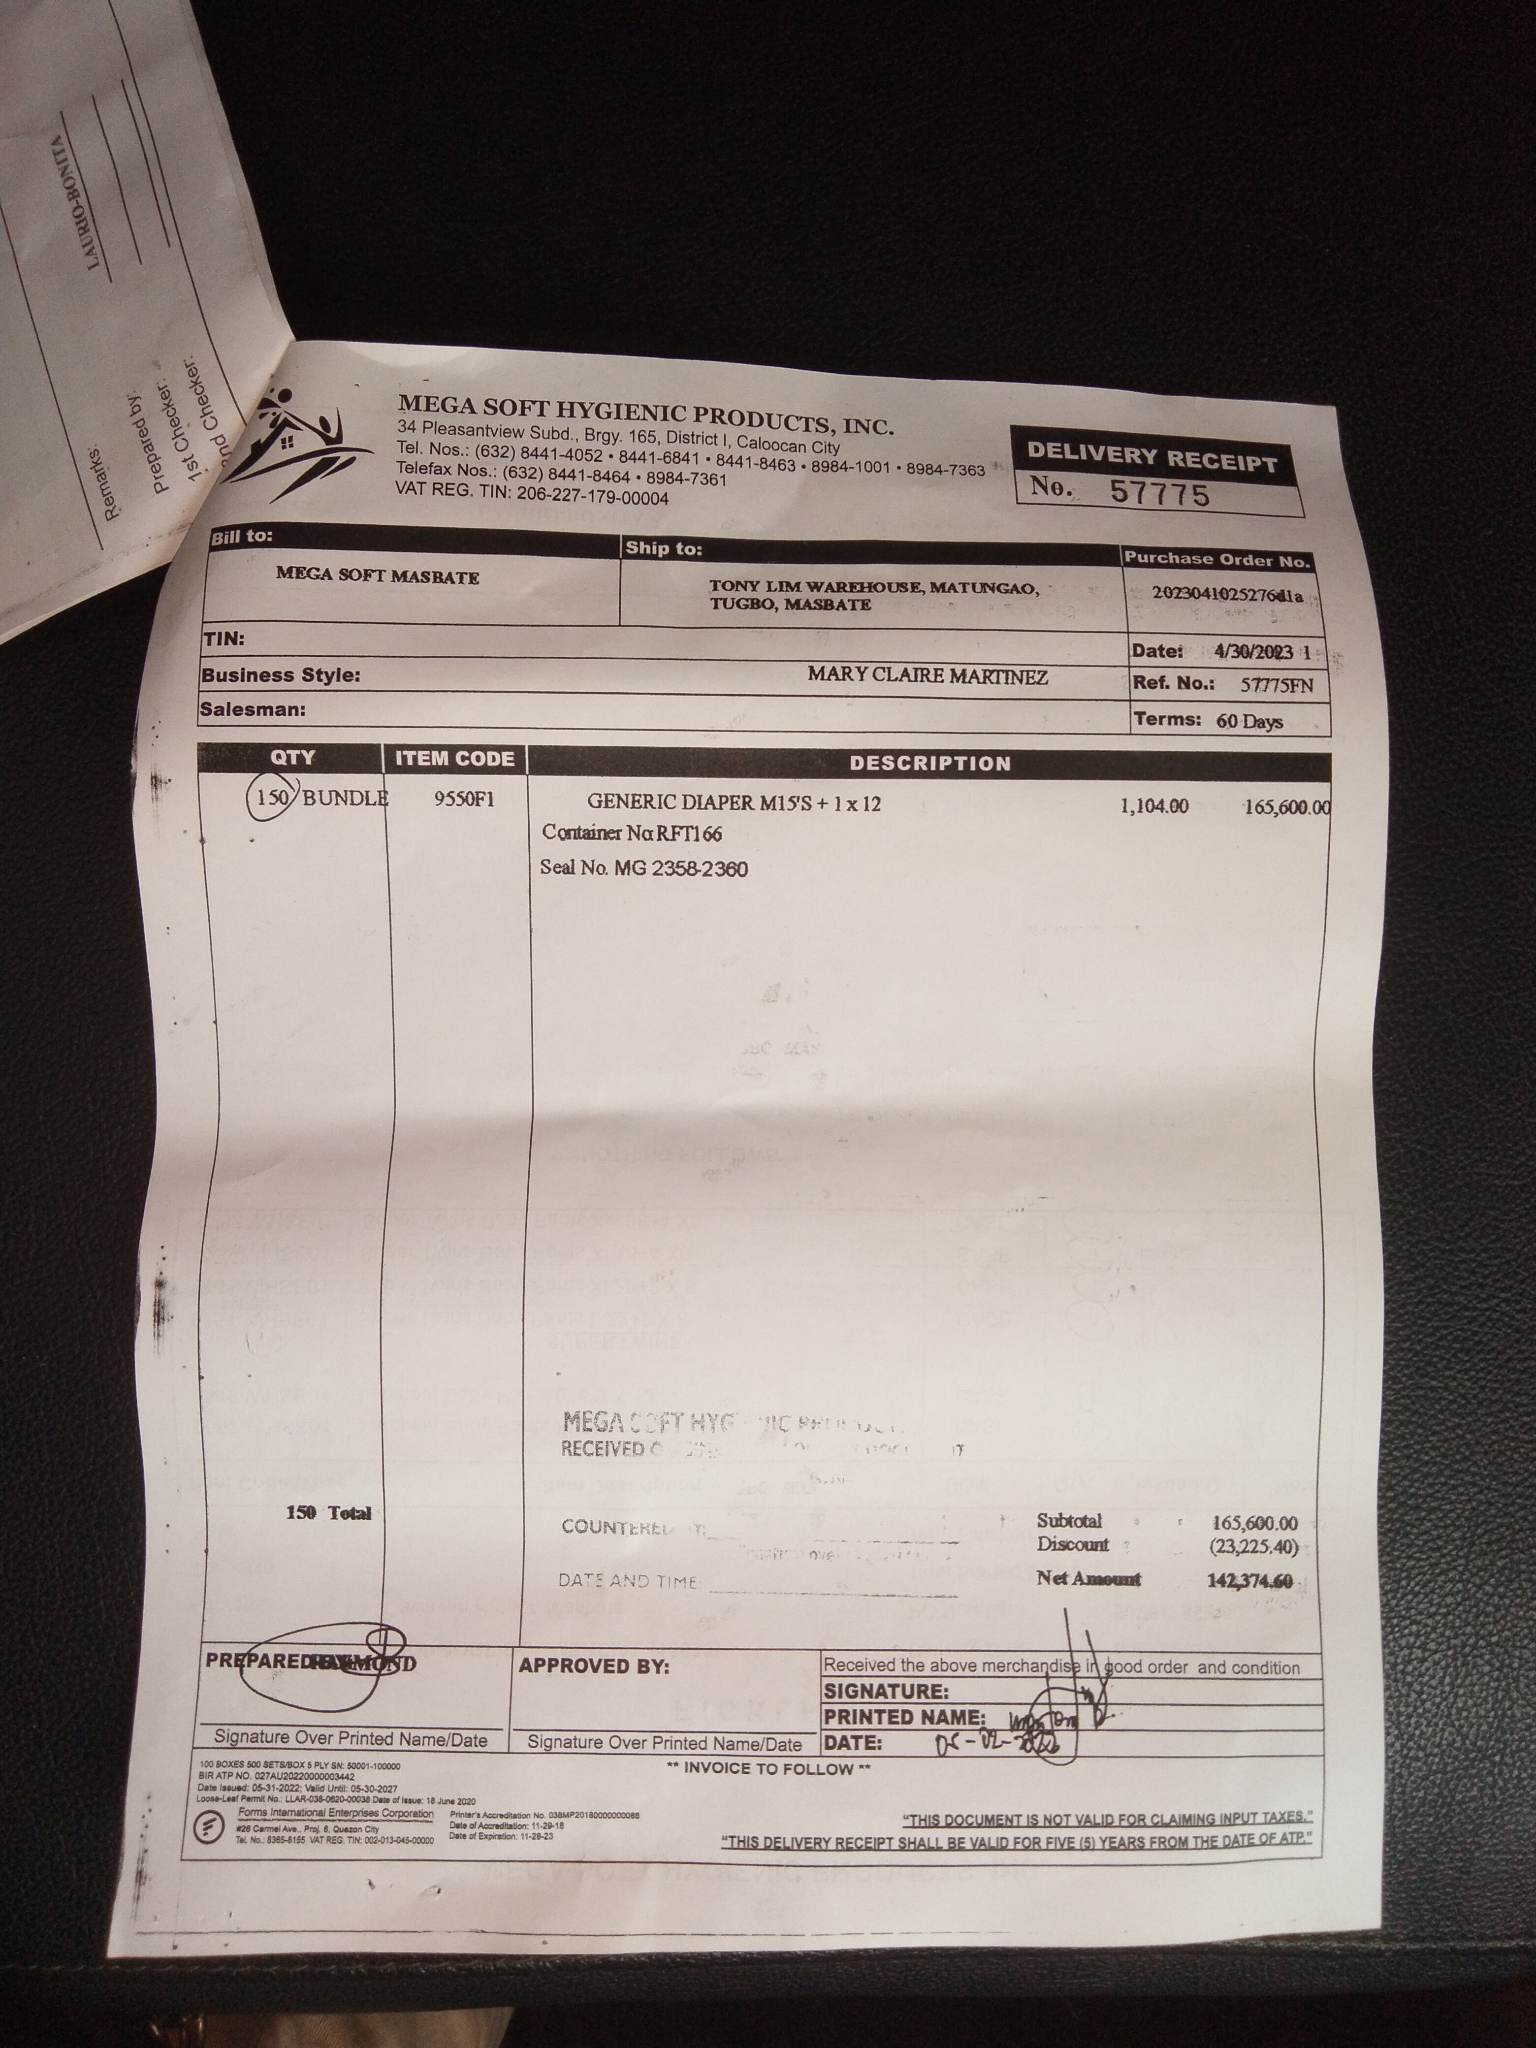 LAURIO-BONITA
Remarks:
Prepared by:
1st Checker:
2nd Checker:
MEGA SOFT HYGIENIC PRODUCTS, INC.
34 Pleasantview Subd., Brgy. 165, District I, Caloocan City
Tel. Nos.: (632) 8441-4052 • 8441-6841 • 8441-8463 • 8984-1001 • 8984-7363
Telefax Nos.: (632) 8441-8464 • 8984-7361
VAT REG. TIN: 206-227-179-00004
DELIVERY RECEIPT
No. 57775
Bill to: Ship to: Purchase Order No.
MEGA SOFT MASBATE
TONY LIM WAREHOUSE, MATUNGAO,
TUGBO, MASBATE
2023041025276d1a
TIN:
Date: 4/30/2023 1
Business Style: MARY CLAIRE MARTINEZ Ref. No.: 57775FN
Salesman: Terms: 60 Days
QTY ITEM CODE DESCRIPTION
150 BUNDLE 9550F1 GENERIC DIAPER M15'S + 1 x 12 1,104.00 165,600.00
Container No: RFT166
Seal No. MG 2358-2360
MEGA SOFT HYG
RECEIVED
COUNTERED
DATE AND TIME
150 Total
Subtotal 165,600.00
Discount (23,225.40)
Net Amount 142,374.60
PREPARED RAYMOND
Signature Over Printed Name/Date
APPROVED BY:
Signature Over Printed Name/Date
Received the above merchandise in good order and condition
SIGNATURE:
PRINTED NAME:
DATE: 05-02-2023
** INVOICE TO FOLLOW **
100 BOXES 500 SETS/BOX 5 PLY SN: 50001-100000
BIR ATP NO. 027AU20220000003442
Date Issued: 05-31-2022; Valid Until: 05-30-2027
Loose-Leaf Permit No.: LLAR-038-0620-00038 Date of Issue: 18 June 2020
Forms International Enterprises Corporation
#26 Carmel Ave., Proj. 6, Quezon City
Tel. No.: 8365-8155 VAT REG. TIN: 002-013-045-00000
Printer's Accreditation No. 038MP20180000000088
Date of Accreditation: 11-29-18
Date of Expiration: 11-28-23
"THIS DOCUMENT IS NOT VALID FOR CLAIMING INPUT TAXES."
"THIS DELIVERY RECEIPT SHALL BE VALID FOR FIVE (5) YEARS FROM THE DATE OF ATP."